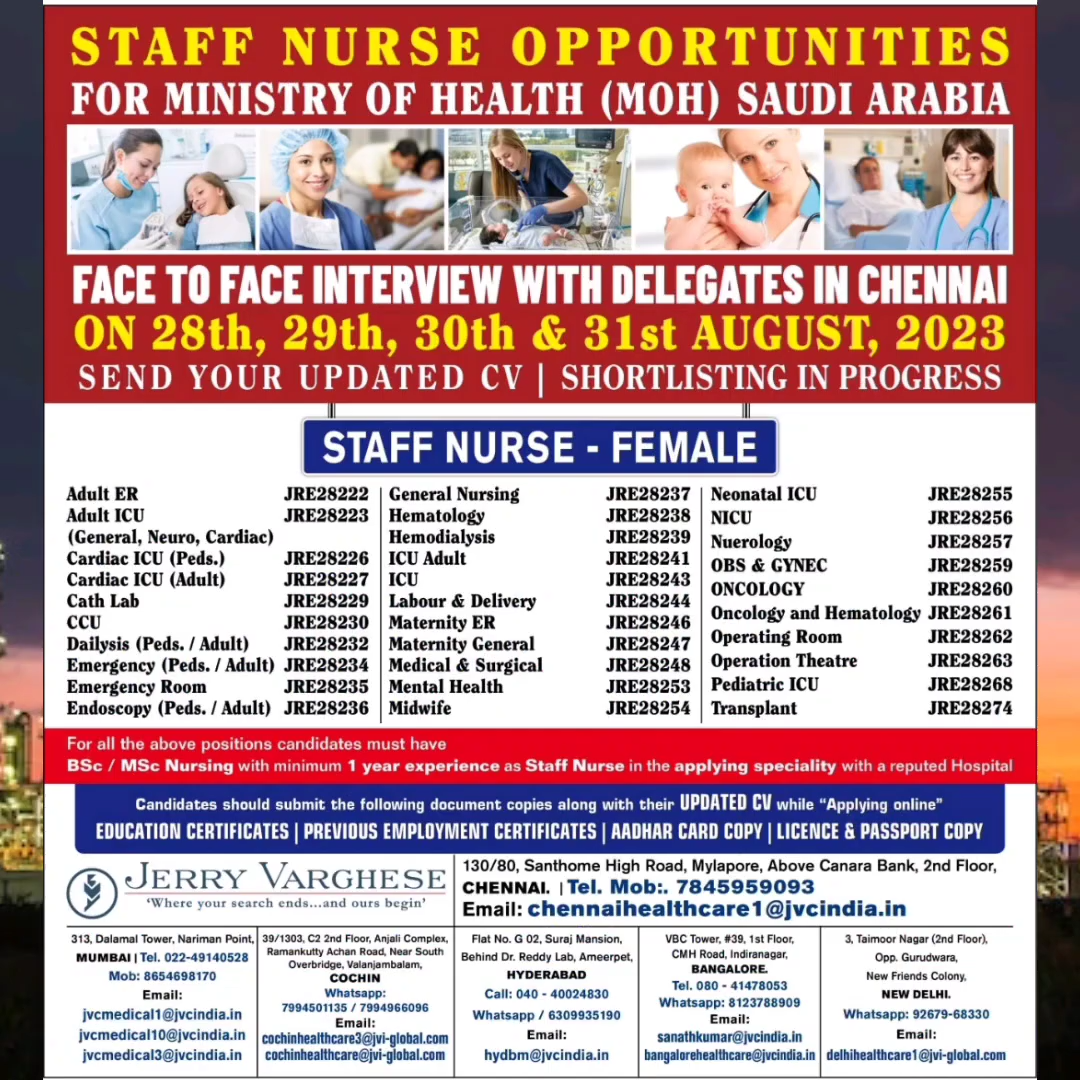 STAFF NURSE OPPORTUNITIES
FOR MINISTRY OF HEALTH (MOH) SAUDI ARABIA
FACE TO FACE INTERVIEW WITH DELEGATES IN CHENNAI
ON 28th, 29th, 30th & 31st AUGUST, 2023
SEND YOUR UPDATED CV | SHORTLISTING IN PROGRESS
STAFF NURSE - FEMALE
Adult ER JRE28222
Adult ICU JRE28223
(General, Neuro, Cardiac)
Cardiac ICU (Peds.) JRE28226
Cardiac ICU (Adult) JRE28227
Cath Lab JRE28229
CCU JRE28230
Dailysis (Peds. / Adult) JRE28232
Emergency (Peds. / Adult) JRE28234
Emergency Room JRE28235
Endoscopy (Peds. / Adult) JRE28236
General Nursing JRE28237
Hematology JRE28238
Hemodialysis JRE28239
ICU Adult JRE28241
ICU JRE28243
Labour & Delivery JRE28244
Maternity ER JRE28246
Maternity General JRE28247
Medical & Surgical JRE28248
Mental Health JRE28253
Midwife JRE28254
Neonatal ICU JRE28255
NICU JRE28256
Nuerology JRE28257
OBS & GYNEC JRE28259
ONCOLOGY JRE28260
Oncology and Hematology JRE28261
Operating Room JRE28262
Operation Theatre JRE28263
Pediatric ICU JRE28268
Transplant JRE28274
For all the above positions candidates must have
BSc / MSc Nursing with minimum 1 year experience as Staff Nurse in the applying speciality with a reputed Hospital
Candidates should submit the following document copies along with their UPDATED CV while "Applying online"
EDUCATION CERTIFICATES | PREVIOUS EMPLOYMENT CERTIFICATES | AADHAR CARD COPY | LICENCE & PASSPORT COPY
JERRY VARGHESE
'Where your search ends...and ours begin'
130/80, Santhome High Road, Mylapore, Above Canara Bank, 2nd Floor,
CHENNAI. | Tel. Mob:. 7845959093
Email: chennaihealthcare1@jvcindia.in
313, Dalamal Tower, Nariman Point,
MUMBAI | Tel. 022-49140528
Mob: 8654698170
Email:
jvcmedical1@jvcindia.in
jvcmedical10@jvcindia.in
jvcmedical3@jvcindia.in
39/1303, C2 2nd Floor, Anjali Complex,
Ramankutty Achan Road, Near South
Overbridge, Valanjambalam,
COCHIN
Whatsapp:
7994501135 / 7994966096
Email:
cochinhealthcare3@jvi-global.com
cochinhealthcare@jvi-global.com
Flat No. G 02, Suraj Mansion,
Behind Dr. Reddy Lab, Ameerpet,
HYDERABAD
Call: 040 - 40024830
Whatsapp / 6309935190
Email:
hydbm@jvcindia.in
VBC Tower, #39, 1st Floor,
CMH Road, Indiranagar,
BANGALORE.
Tel. 080 - 41478053
Whatsapp: 8123788909
Email:
sanathkumar@jvcindia.in
bangalorehealthcare@jvcindia.in
3, Taimoor Nagar (2nd Floor),
Opp. Gurudwara,
New Friends Colony,
NEW DELHI.
Whatsapp: 92679-68330
Email:
delhihealthcare1@jvi-global.com